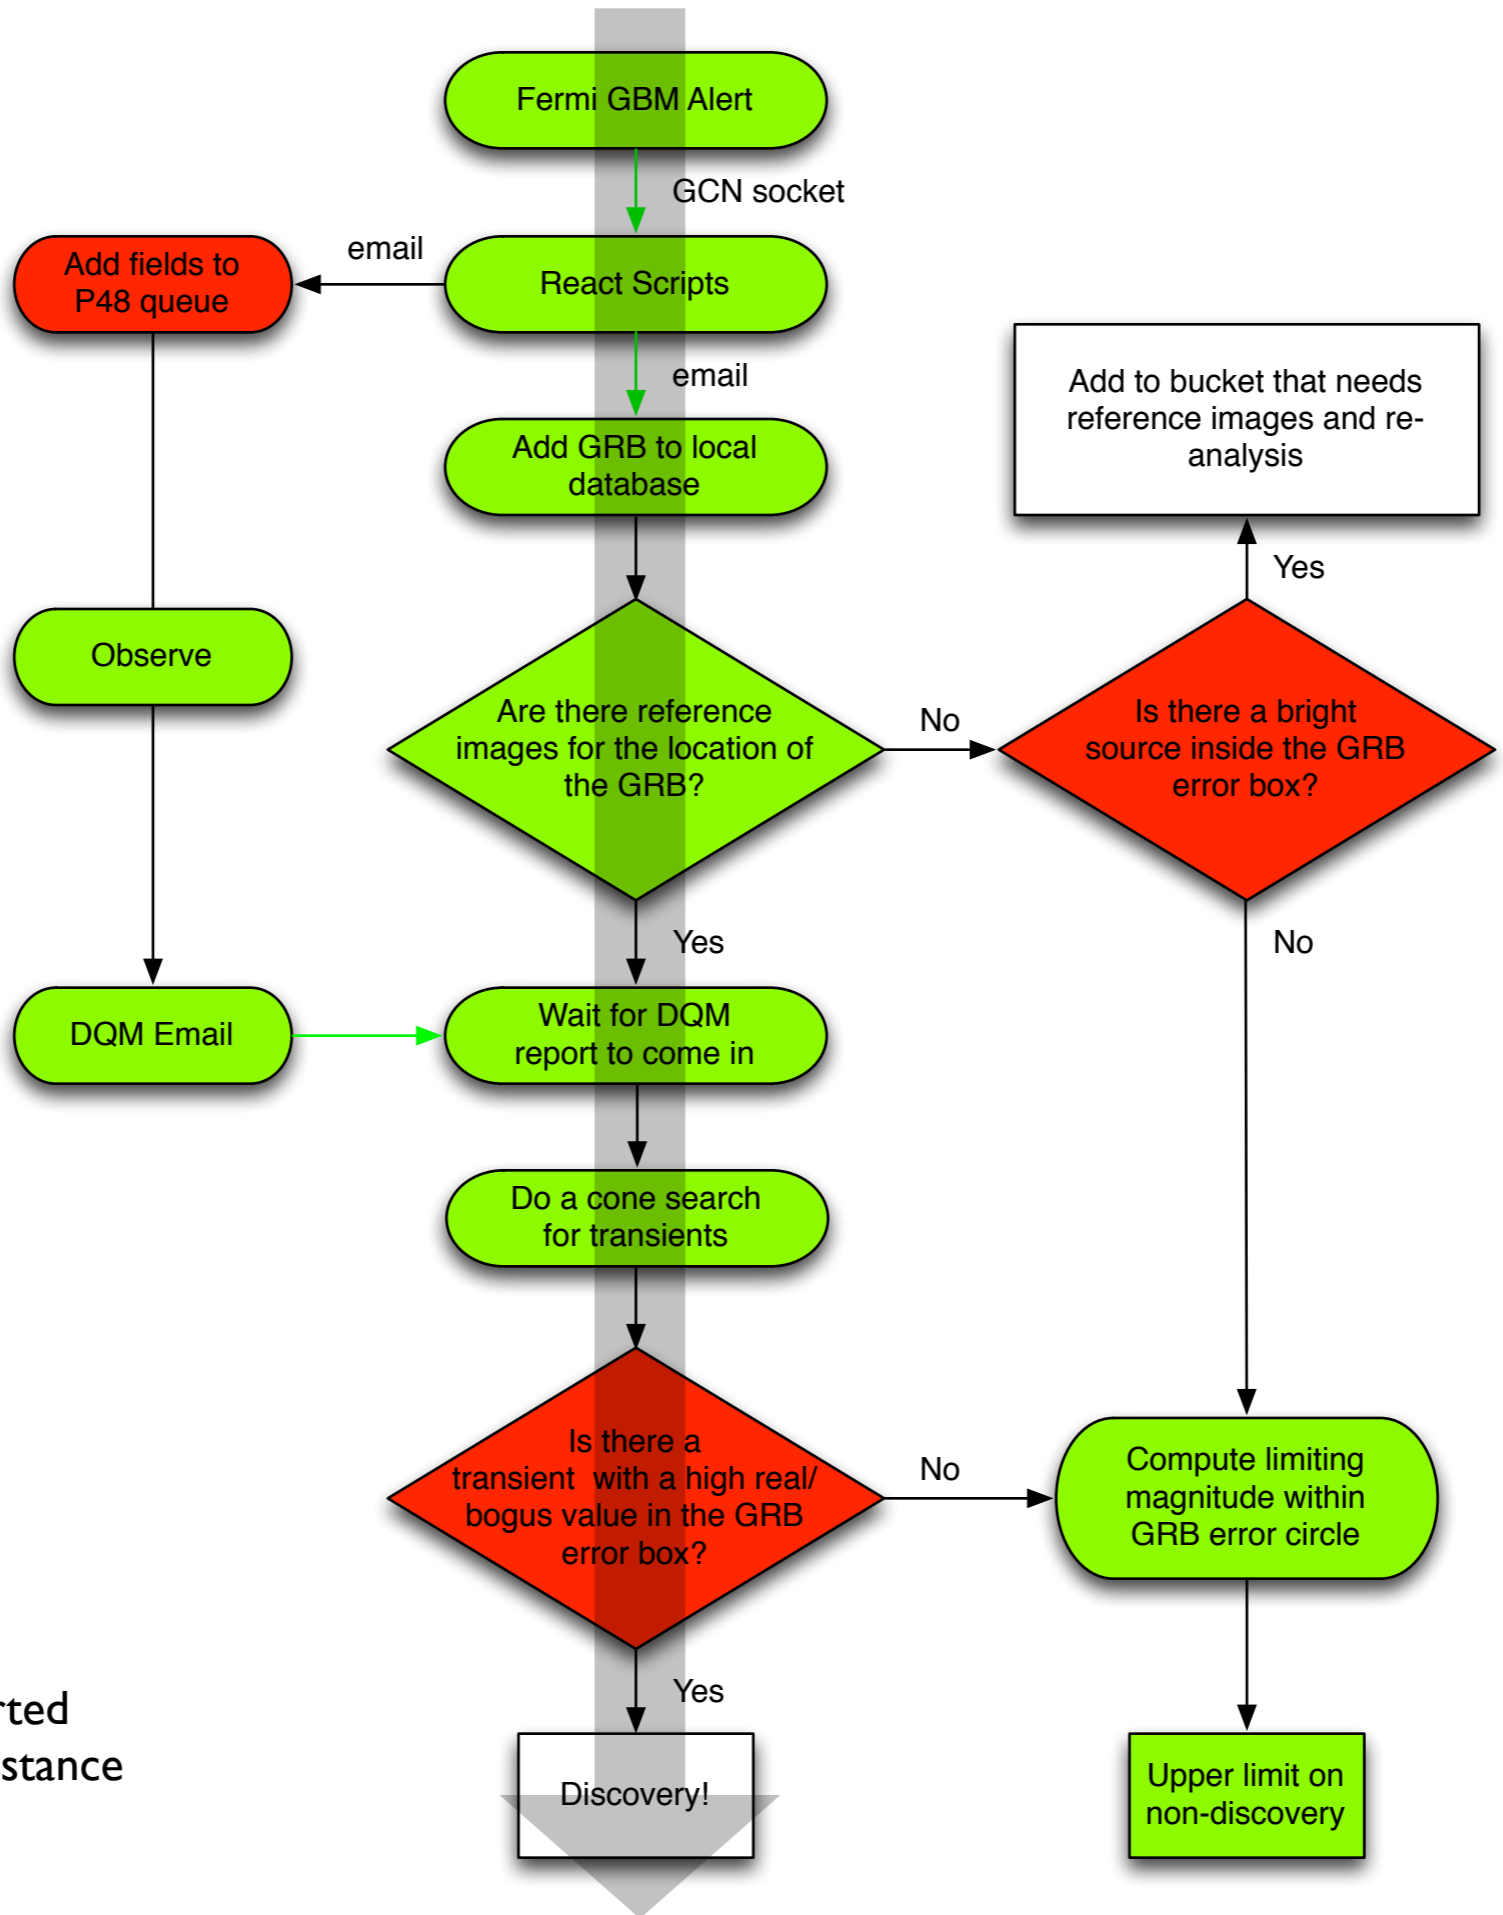 Fermi GBM Alert
GCN socket
Add fields to
P48 queue
email
React Scripts
email
Add GRB to local
database
Add to bucket that needs
reference images and re-
analysis
Yes
Observe
Are there reference
images for the location of
the GRB?
No
Is there a bright
source inside the GRB
error box?
Yes
No
DQM Email
Wait for DQM
report to come in
Do a cone search
for transients
Is there a
transient with a high real/
bogus value in the GRB
error box?
No
Compute limiting
magnitude within
GRB error circle
Yes
Discovery!
Upper limit on
non-discovery
rted
stance